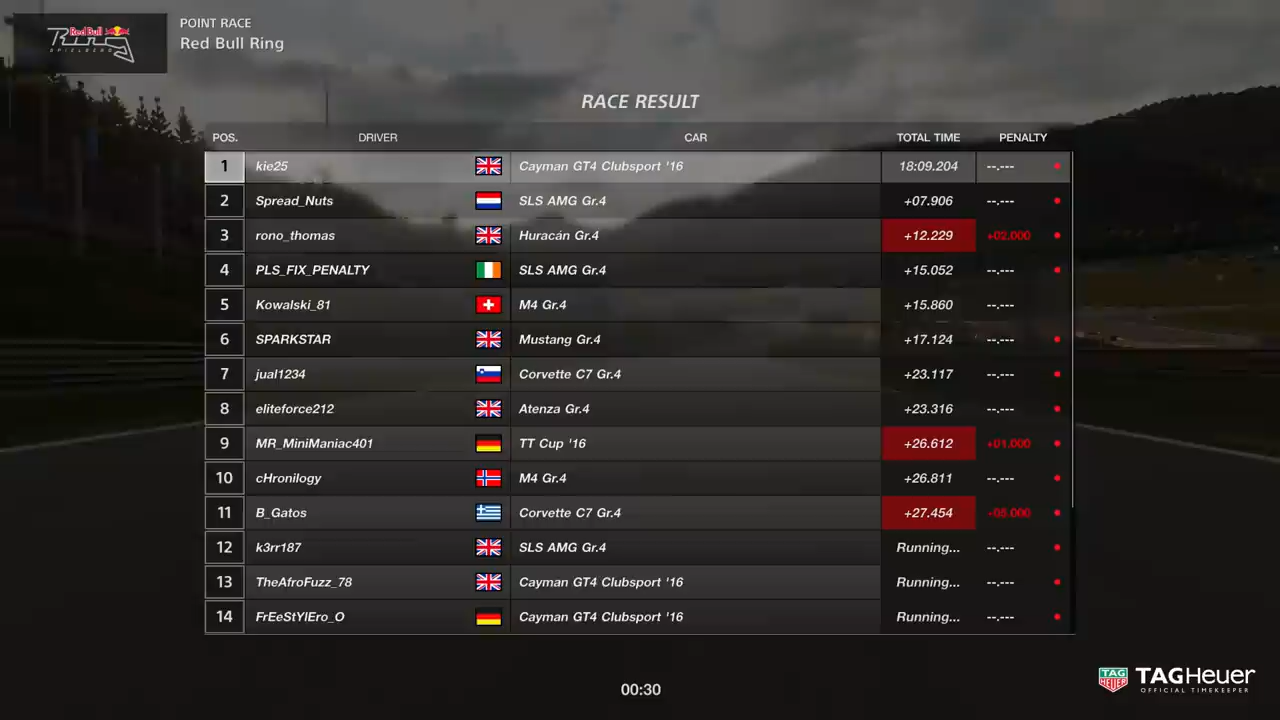 Red Bull
Ring
SPIELBERG
POINT RACE
Red Bull Ring
RACE RESULT
POS. DRIVER CAR TOTAL TIME PENALTY
1 kie25 Cayman GT4 Clubsport '16 18:09.204 --.---
2 Spread_Nuts SLS AMG Gr.4 +07.906 --.---
3 rono_thomas Huracán Gr.4 +12.229 +02.000
4 PLS_FIX_PENALTY SLS AMG Gr.4 +15.052 --.---
5 Kowalski_81 M4 Gr.4 +15.860 --.---
6 SPARKSTAR Mustang Gr.4 +17.124 --.---
7 jual1234 Corvette C7 Gr.4 +23.117 --.---
8 eliteforce212 Atenza Gr.4 +23.316 --.---
9 MR_MiniManiac401 TT Cup '16 +26.612 +01.000
10 cHronilogy M4 Gr.4 +26.811 --.---
11 B_Gatos Corvette C7 Gr.4 +27.454 +05.000
12 k3rr187 SLS AMG Gr.4 Running... --.---
13 TheAfroFuzz_78 Cayman GT4 Clubsport '16 Running... --.---
14 FrEeStYlEro_O Cayman GT4 Clubsport '16 Running... --.---
00:30
TAG HEUER
TAGHeuer
OFFICIAL TIMEKEEPER